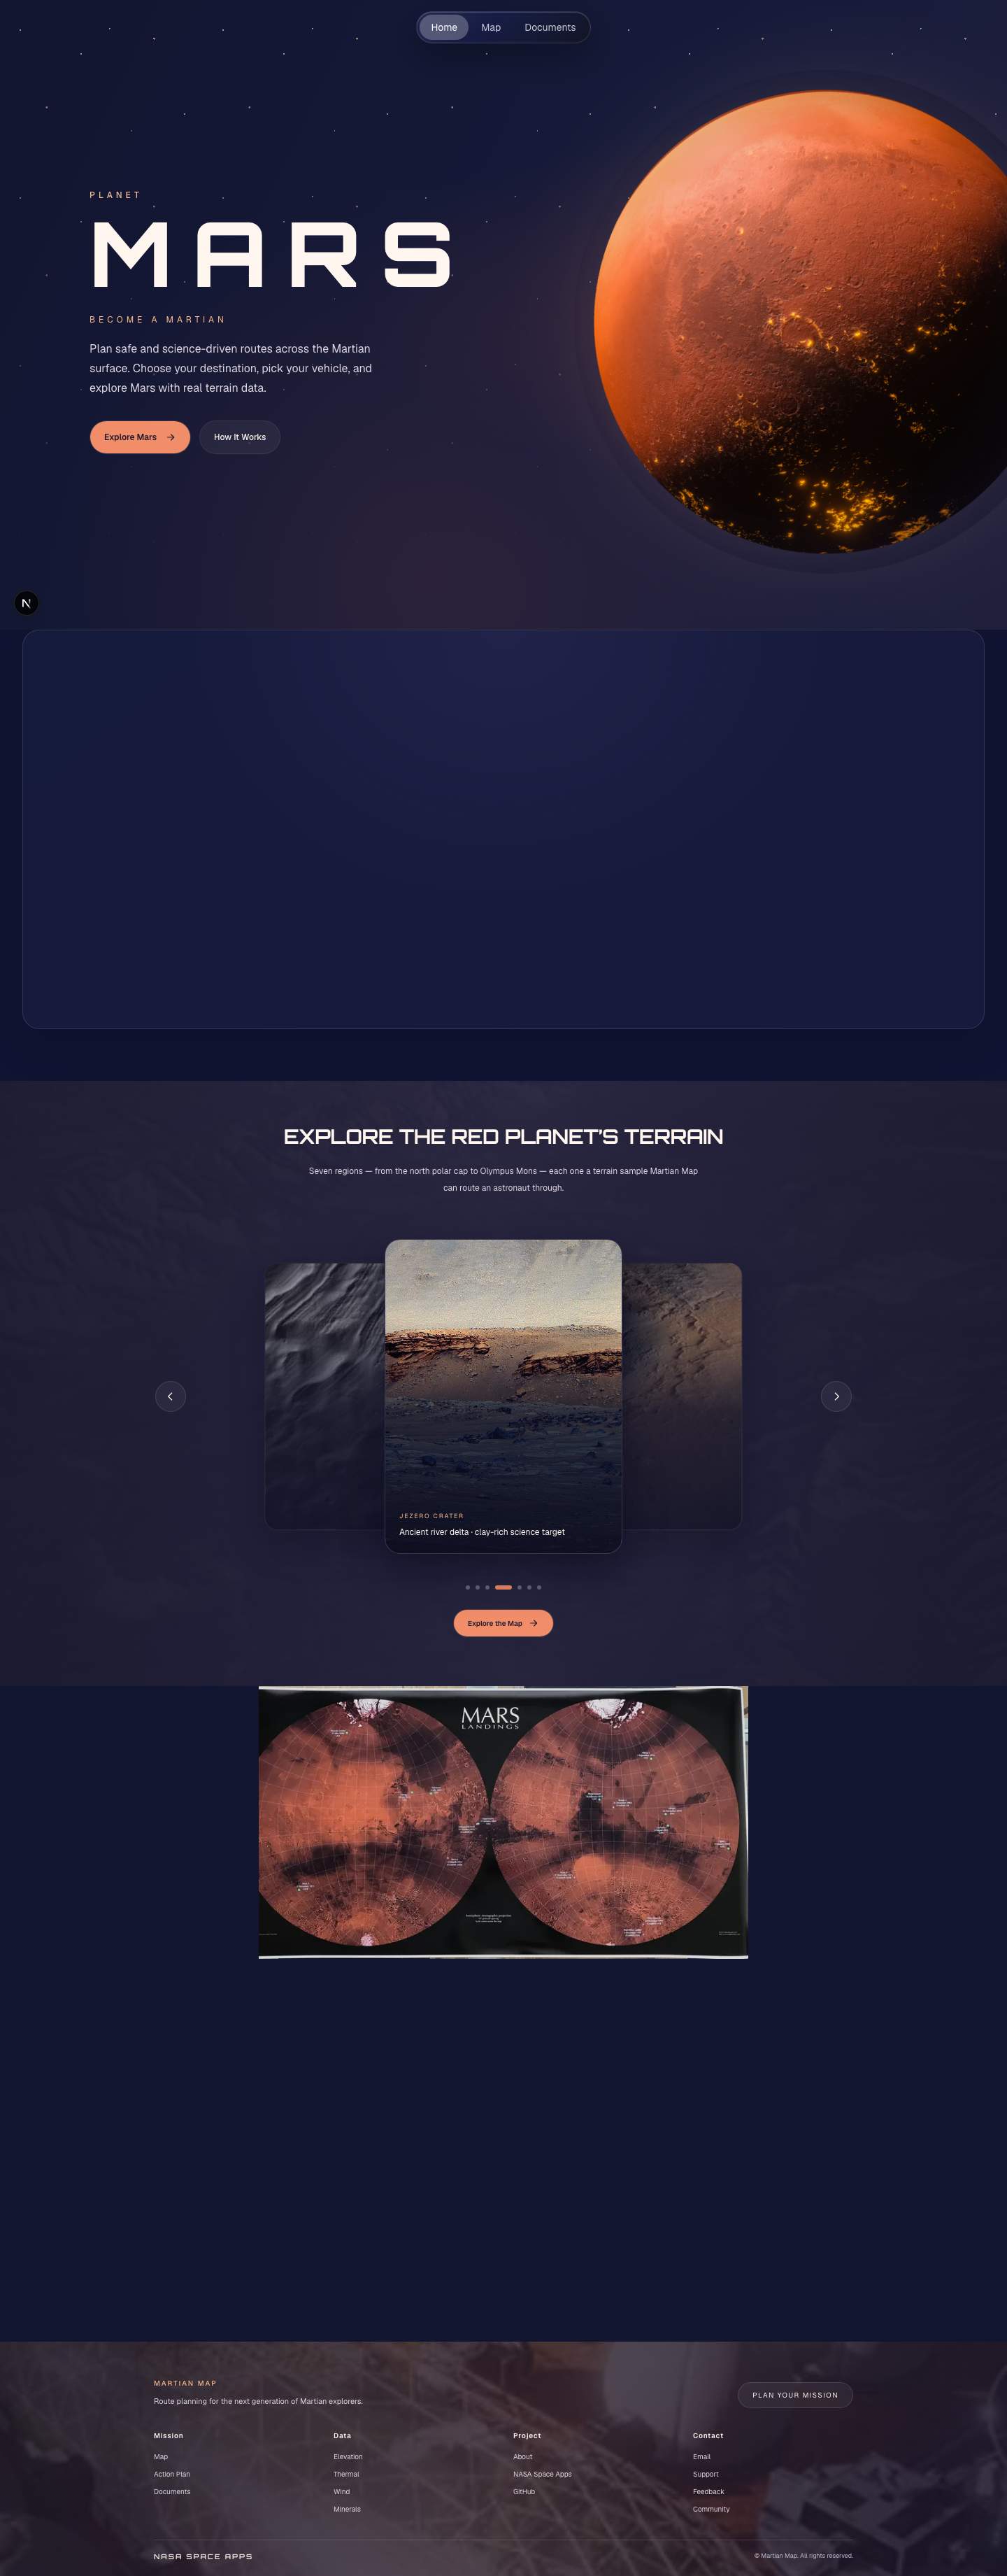 Home Map Documents
PLANET
MARS
BECOME A MARTIAN
Plan safe and science-driven routes across the Martian
surface. Choose your destination, pick your vehicle, and
explore Mars with real terrain data.
Explore Mars → How It Works
N
EXPLORE THE RED PLANET’S TERRAIN
Seven regions — from the north polar cap to Olympus Mons — each one a terrain sample Martian Map
can route an astronaut through.
JEZERO CRATER
Ancient river delta · clay-rich science target
Explore the Map →
MARS
LANDINGS
MARTIAN MAP
Route planning for the next generation of Martian explorers.
PLAN YOUR MISSION
Mission Data Project Contact
Map Elevation About Email
Action Plan Thermal NASA Space Apps Support
Documents Wind GitHub Feedback
Minerals Community
NASA SPACE APPS
© Martian Map. All rights reserved.